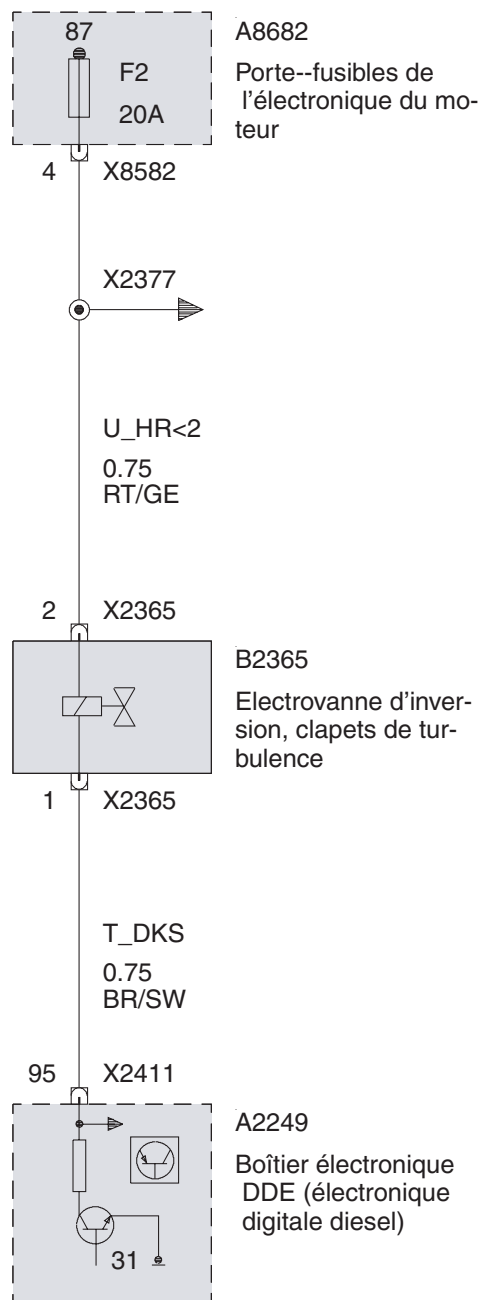 87
F2
20A
A8682
Porte--fusibles de
l'électronique du mo-
teur
4 X8582
X2377
U_HR<2
0.75
RT/GE
2 X2365
B2365
Electrovanne d'inver-
sion, clapets de tur-
bulence
1 X2365
T_DKS
0.75
BR/SW
95 X2411
A2249
Boîtier électronique
DDE (électronique
digitale diesel)
31